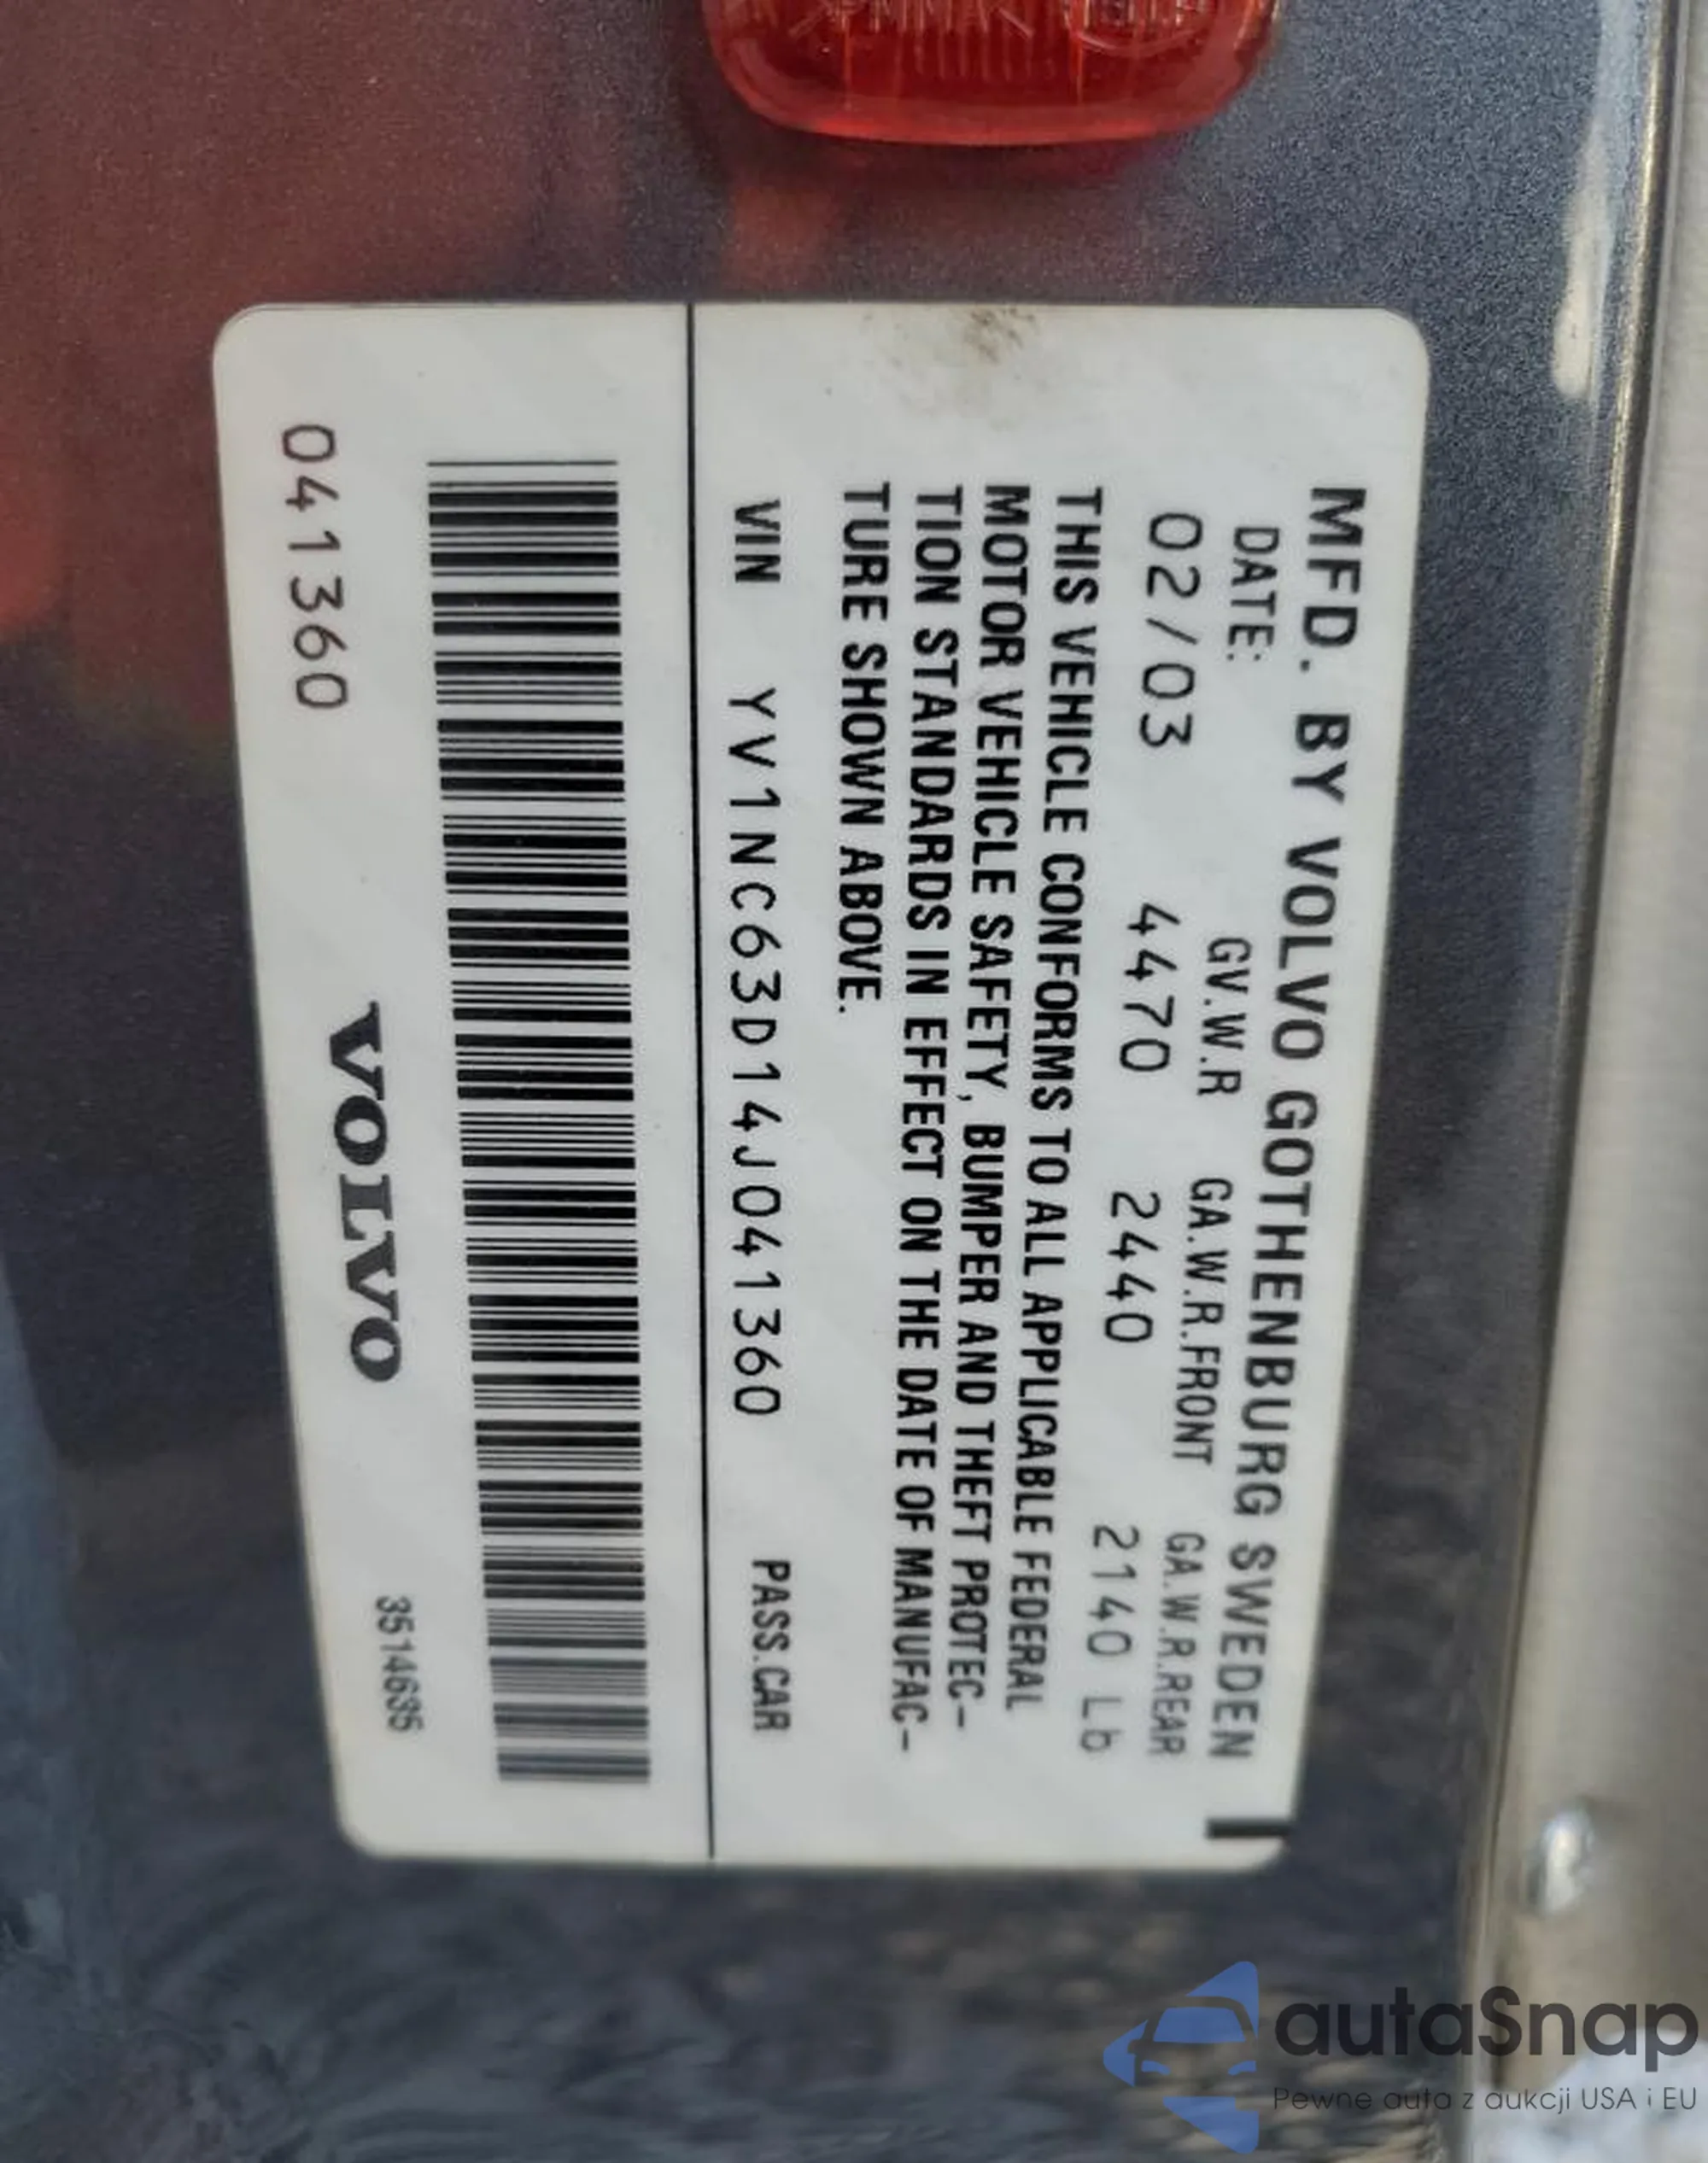 MFD. BY VOLVO GOTHENBURG SWEDEN
DATE: GV.W.R GA.W.R.FRONT GA.W.R.REAR
02/03 4470 2440 2140 Lb
THIS VEHICLE CONFORMS TO ALL APPLICABLE FEDERAL
MOTOR VEHICLE SAFETY, BUMPER AND THEFT PROTEC-
TION STANDARDS IN EFFECT ON THE DATE OF MANUFAC-
TURE SHOWN ABOVE.
VIN YV1NC63D14J041360 PASS.CAR
041360 VOLVO 3514635
autaSnap
Pewne auta z aukcji USA i EU